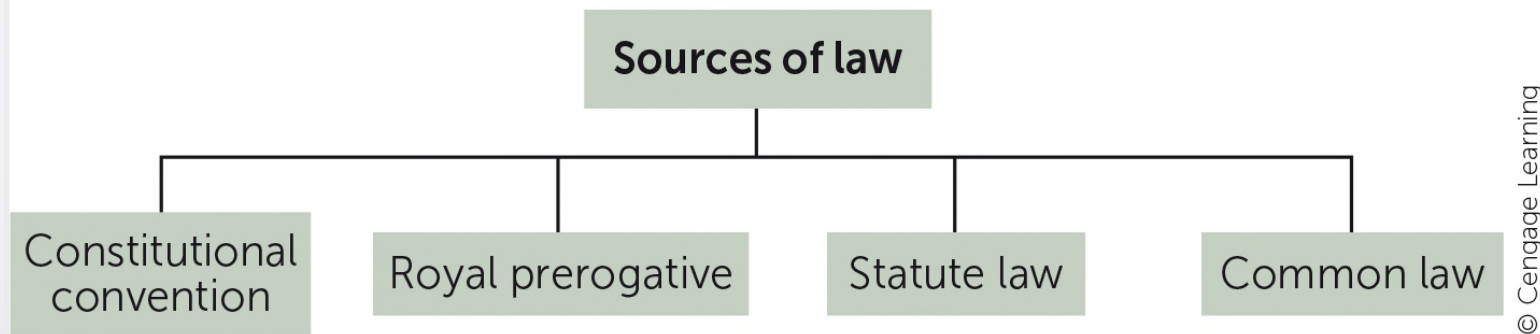 Sources of law
Constitutional
convention
Royal prerogative
Statute law
Common law
© Cengage Learning